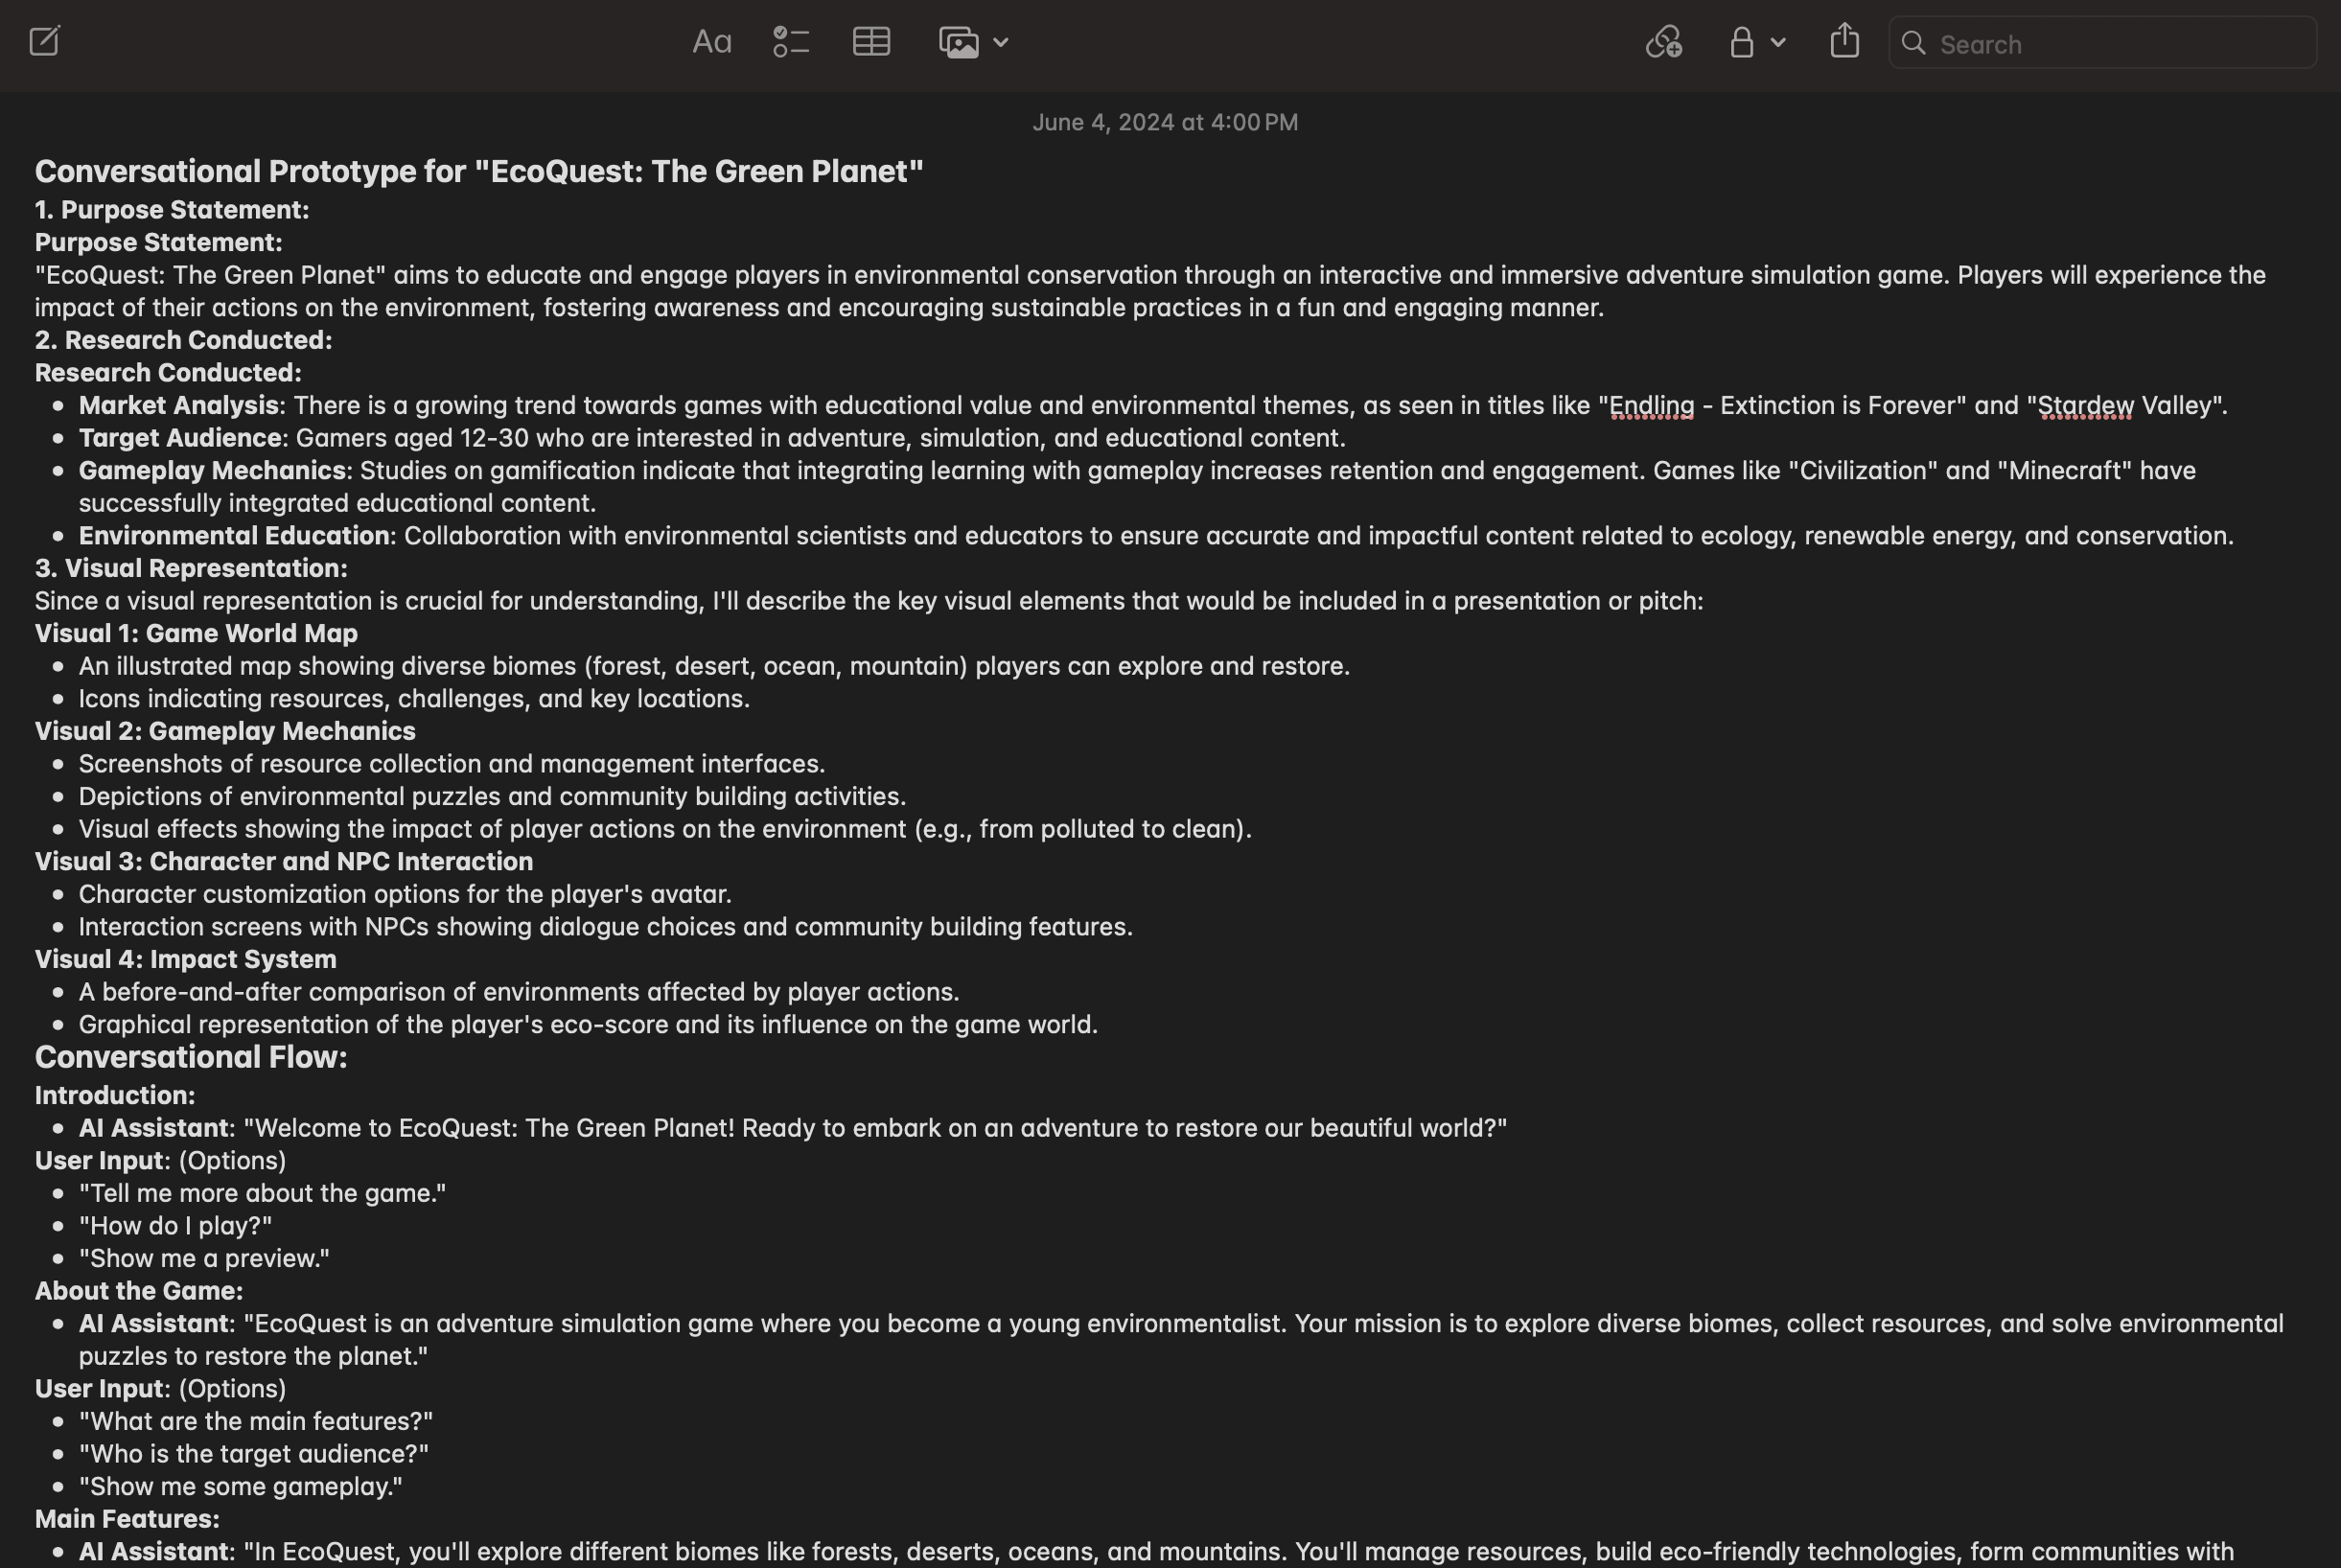 Aa
Search
June 4, 2024 at 4:00 PM
Conversational Prototype for "EcoQuest: The Green Planet"
1. Purpose Statement:
Purpose Statement:
"EcoQuest: The Green Planet" aims to educate and engage players in environmental conservation through an interactive and immersive adventure simulation game. Players will experience the
impact of their actions on the environment, fostering awareness and encouraging sustainable practices in a fun and engaging manner.
2. Research Conducted:
Research Conducted:
• Market Analysis: There is a growing trend towards games with educational value and environmental themes, as seen in titles like "Endling - Extinction is Forever" and "Stardew Valley".
• Target Audience: Gamers aged 12-30 who are interested in adventure, simulation, and educational content.
• Gameplay Mechanics: Studies on gamification indicate that integrating learning with gameplay increases retention and engagement. Games like "Civilization" and "Minecraft" have
successfully integrated educational content.
• Environmental Education: Collaboration with environmental scientists and educators to ensure accurate and impactful content related to ecology, renewable energy, and conservation.
3. Visual Representation:
Since a visual representation is crucial for understanding, I'll describe the key visual elements that would be included in a presentation or pitch:
Visual 1: Game World Map
• An illustrated map showing diverse biomes (forest, desert, ocean, mountain) players can explore and restore.
• Icons indicating resources, challenges, and key locations.
Visual 2: Gameplay Mechanics
• Screenshots of resource collection and management interfaces.
• Depictions of environmental puzzles and community building activities.
• Visual effects showing the impact of player actions on the environment (e.g., from polluted to clean).
Visual 3: Character and NPC Interaction
• Character customization options for the player's avatar.
• Interaction screens with NPCs showing dialogue choices and community building features.
Visual 4: Impact System
• A before-and-after comparison of environments affected by player actions.
• Graphical representation of the player's eco-score and its influence on the game world.
Conversational Flow:
Introduction:
• AI Assistant: "Welcome to EcoQuest: The Green Planet! Ready to embark on an adventure to restore our beautiful world?"
User Input: (Options)
• "Tell me more about the game."
• "How do I play?"
• "Show me a preview."
About the Game:
• AI Assistant: "EcoQuest is an adventure simulation game where you become a young environmentalist. Your mission is to explore diverse biomes, collect resources, and solve environmental
puzzles to restore the planet."
User Input: (Options)
• "What are the main features?"
• "Who is the target audience?"
• "Show me some gameplay."
Main Features:
• AI Assistant: "In EcoQuest, you'll explore different biomes like forests, deserts, oceans, and mountains. You'll manage resources, build eco-friendly technologies, form communities with